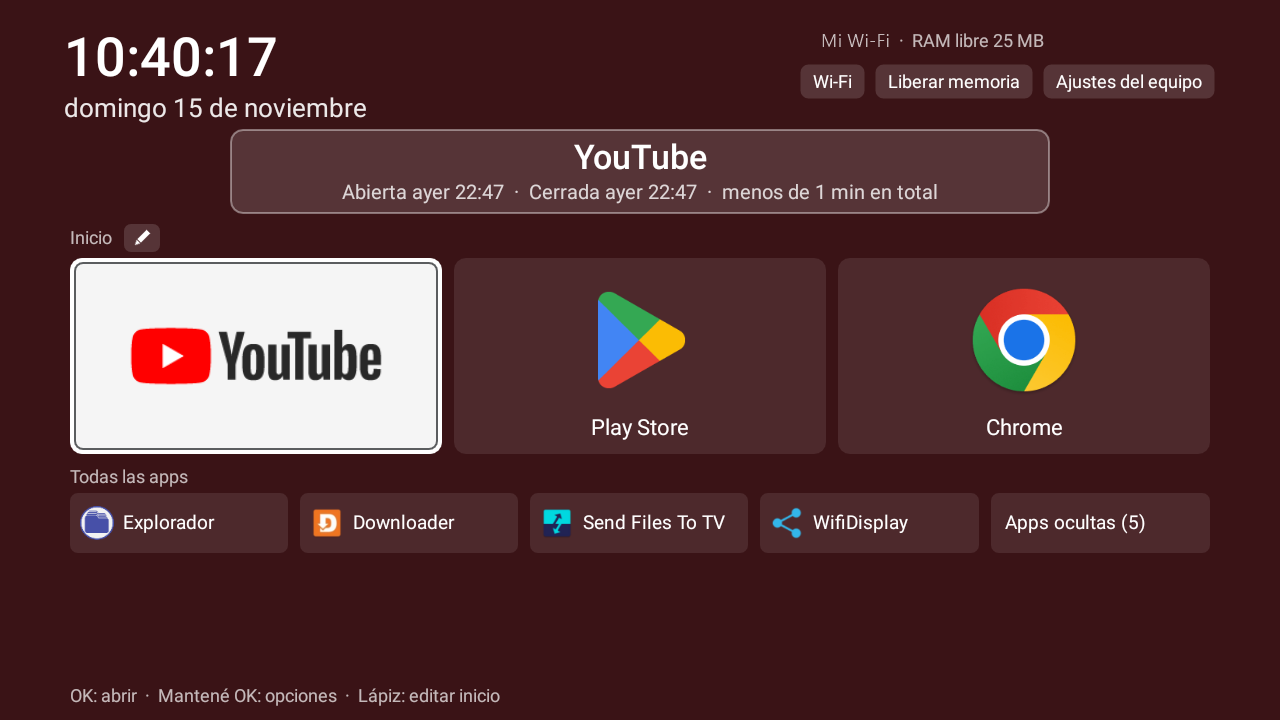 10:40:17
domingo 15 de noviembre
Mi Wi-Fi · RAM libre 25 MB
Wi-Fi
Liberar memoria
Ajustes del equipo
YouTube
Abierta ayer 22:47 · Cerrada ayer 22:47 · menos de 1 min en total
Inicio
YouTube
Play Store
Chrome
Todas las apps
Explorador
Downloader
Send Files To TV
WifiDisplay
Apps ocultas (5)
OK: abrir · Mantené OK: opciones · Lápiz: editar inicio